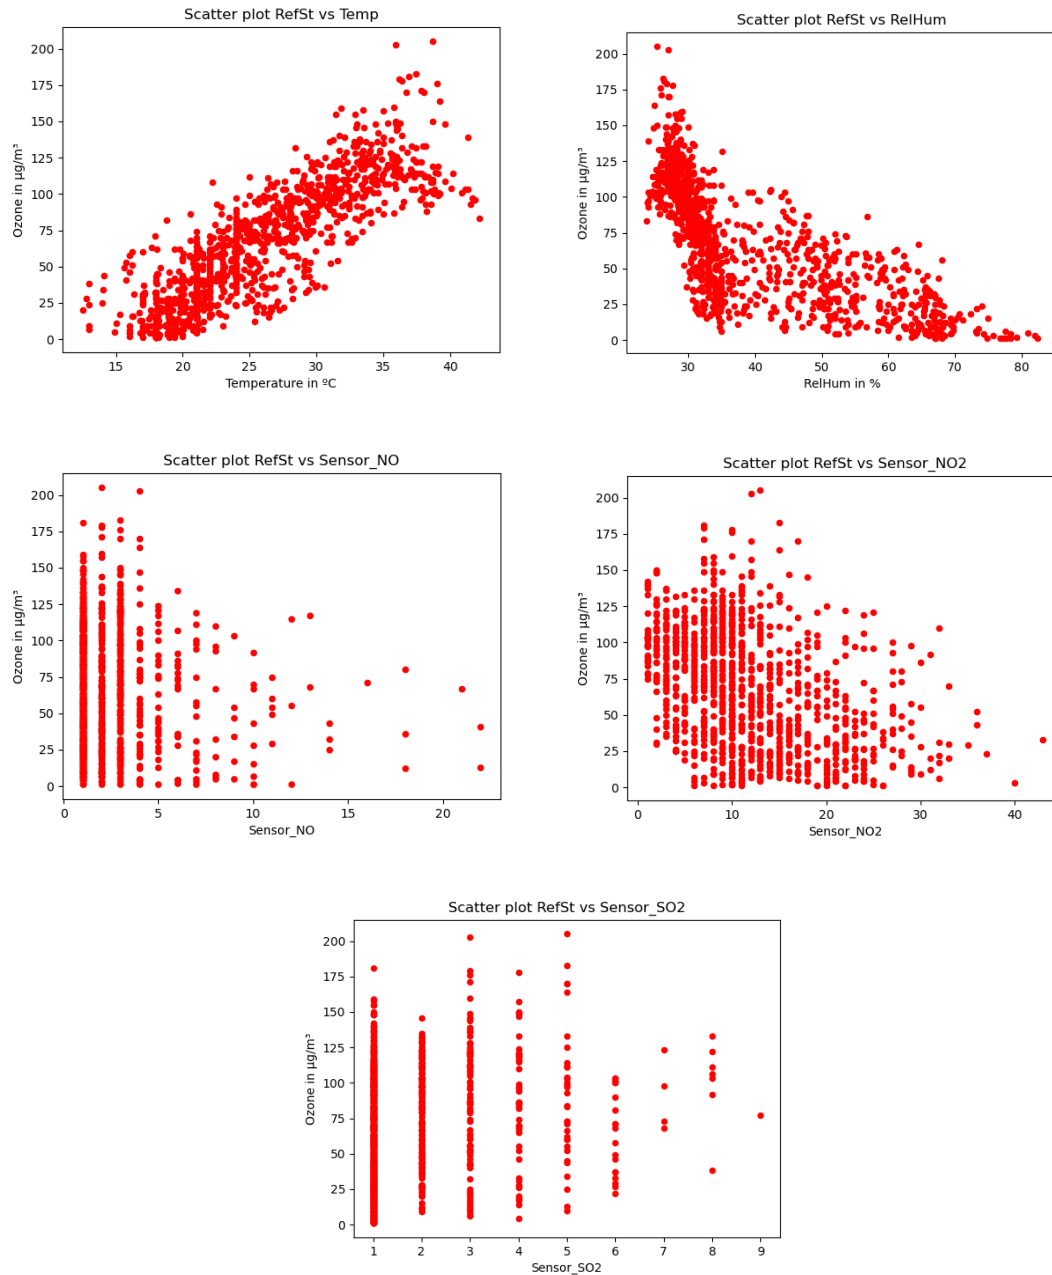 Scatter plot RefSt vs Temp
200
175
150
125
100
75
50
25
0
Ozone in µg/m³
15 20 25 30 35 40
Temperature in ºC
Scatter plot RefSt vs RelHum
200
175
150
125
100
75
50
25
0
Ozone in µg/m³
30 40 50 60 70 80
RelHum in %
Scatter plot RefSt vs Sensor_NO
200
175
150
125
100
75
50
25
0
Ozone in µg/m³
0 5 10 15 20
Sensor_NO
Scatter plot RefSt vs Sensor_NO2
200
175
150
125
100
75
50
25
0
Ozone in µg/m³
0 10 20 30 40
Sensor_NO2
Scatter plot RefSt vs Sensor_SO2
200
175
150
125
100
75
50
25
0
Ozone in µg/m³
1 2 3 4 5 6 7 8 9
Sensor_SO2